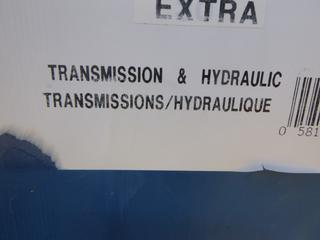 EXTRA
TRANSMISSION & HYDRAULIC
TRANSMISSIONS/HYDRAULIQUE
0 581